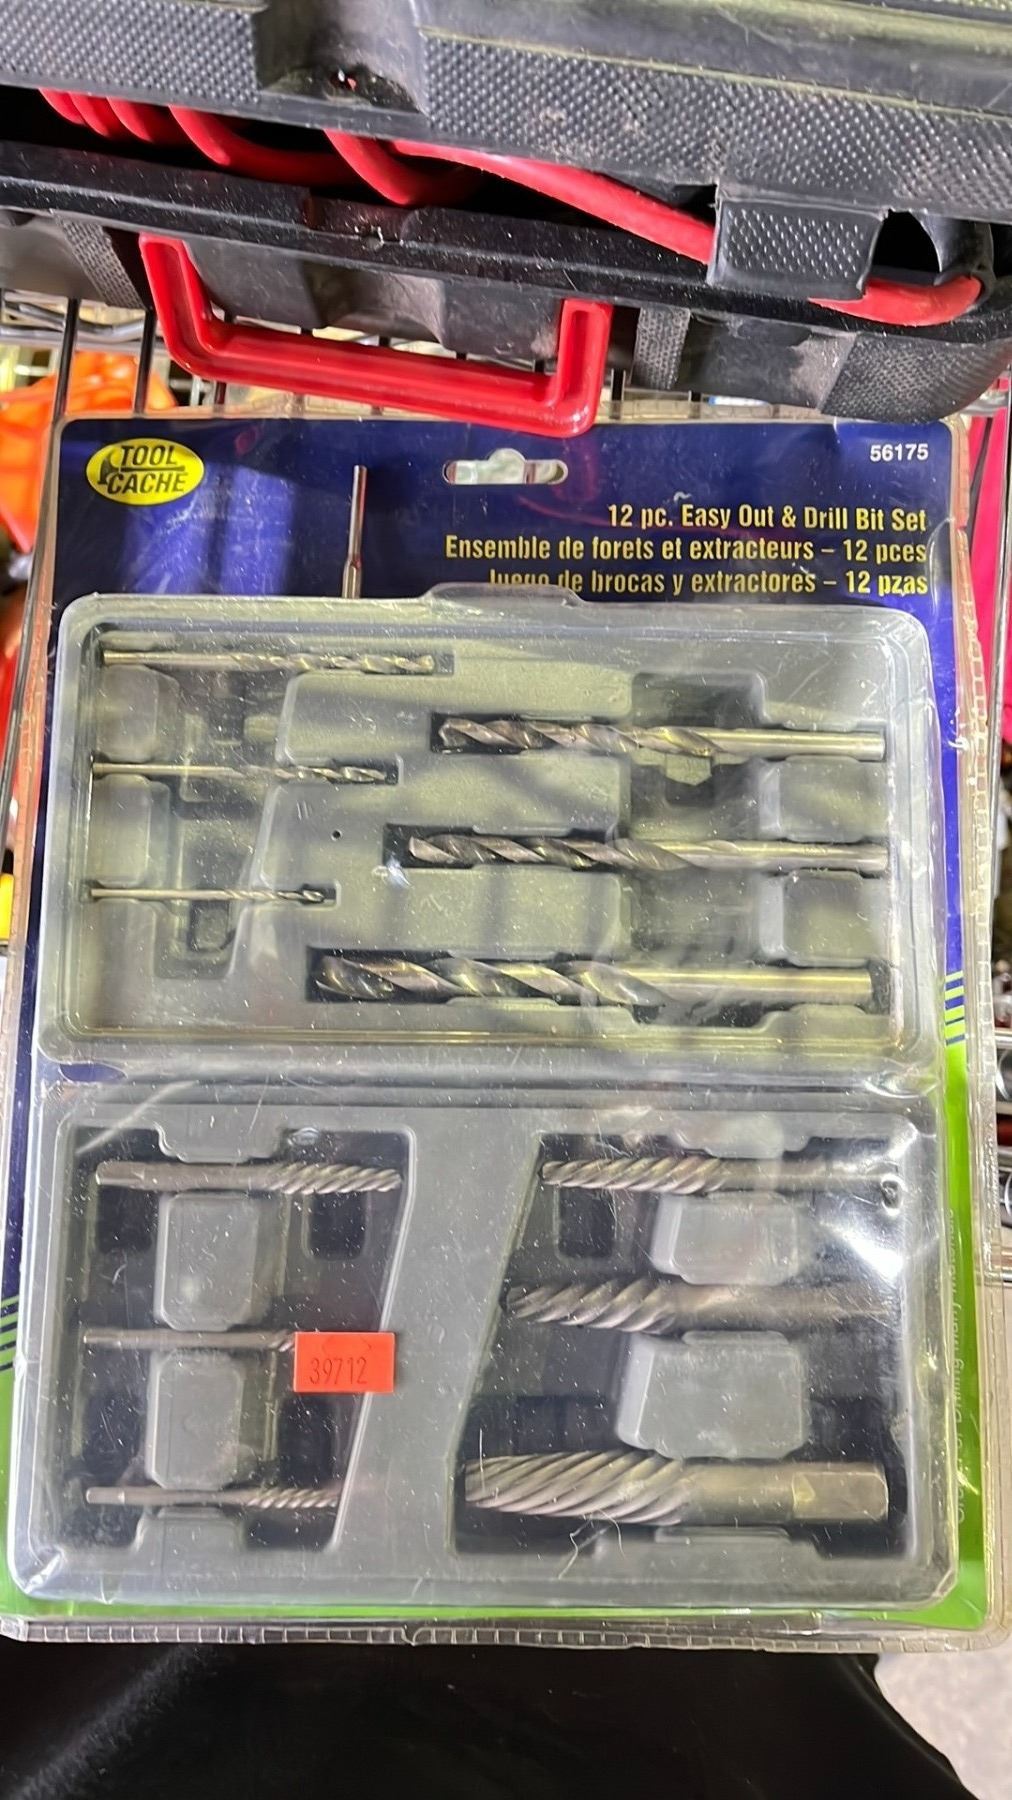 TOOL
CACHE
56175
12 pc. Easy Out & Drill Bit Set
Ensemble de forets et extracteurs – 12 pces
Juego de brocas y extractores – 12 pzas
39712